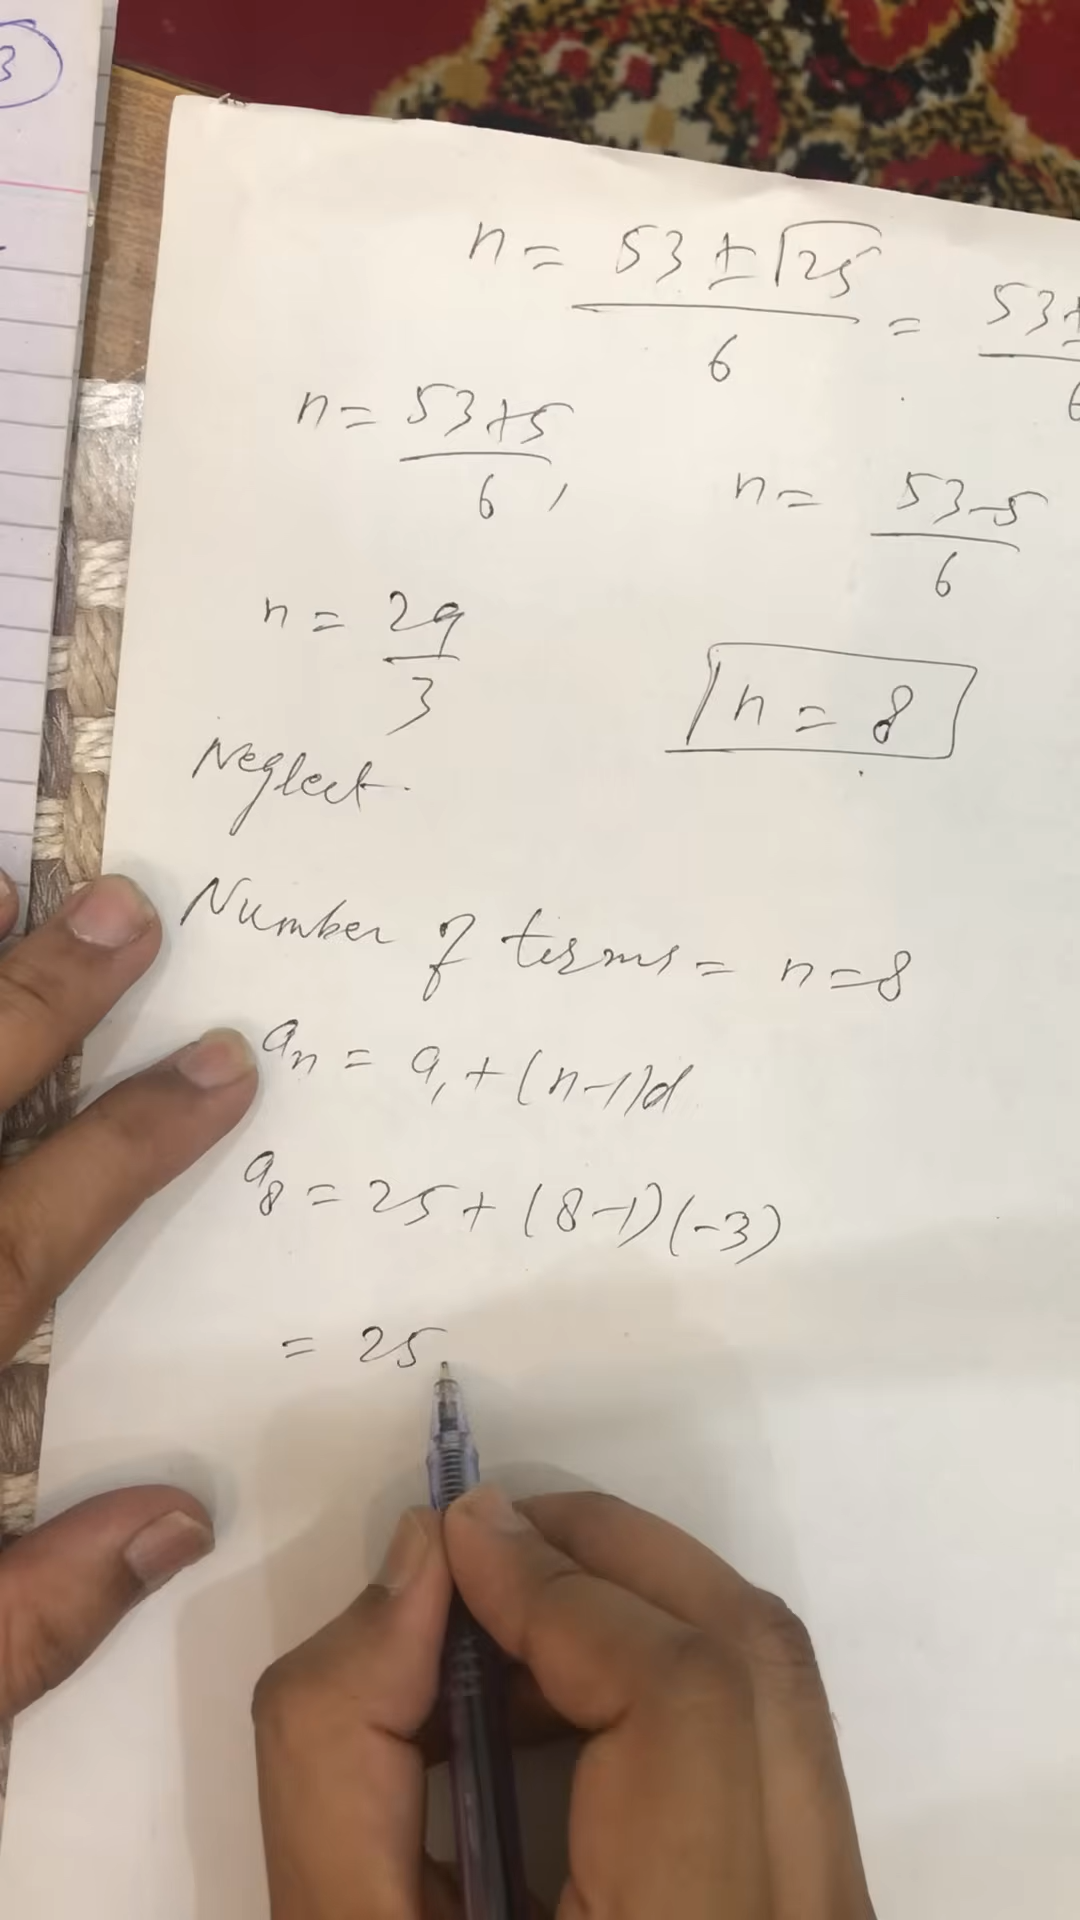 3
n = 53 ± √25 / 6 = 53 ± / 6
n = 53+5 / 6 , n = 53-5 / 6
n = 29 / 3
n = 8
Neglect.
Number of terms = n = 8
aₙ = a₁ + (n-1)d
a₈ = 25 + (8-1)(-3)
= 25